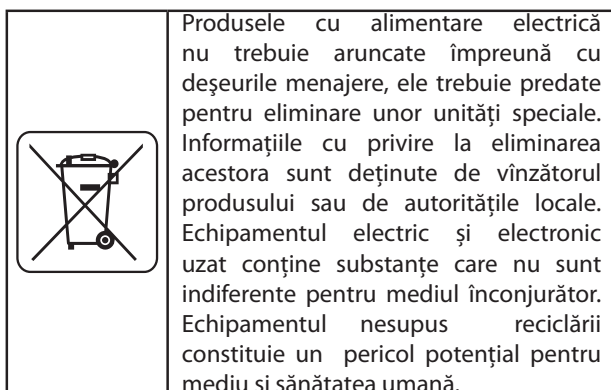 Produsele cu alimentare electrică
nu trebuie aruncate împreună cu
deşeurile menajere, ele trebuie predate
pentru eliminare unor unităţi speciale.
Informaţiile cu privire la eliminarea
acestora sunt deţinute de vînzătorul
produsului sau de autorităţile locale.
Echipamentul electric şi electronic
uzat conţine substanţe care nu sunt
indiferente pentru mediul înconjurător.
Echipamentul nesupus reciclării
constituie un pericol potenţial pentru
mediu şi sănătatea umană.